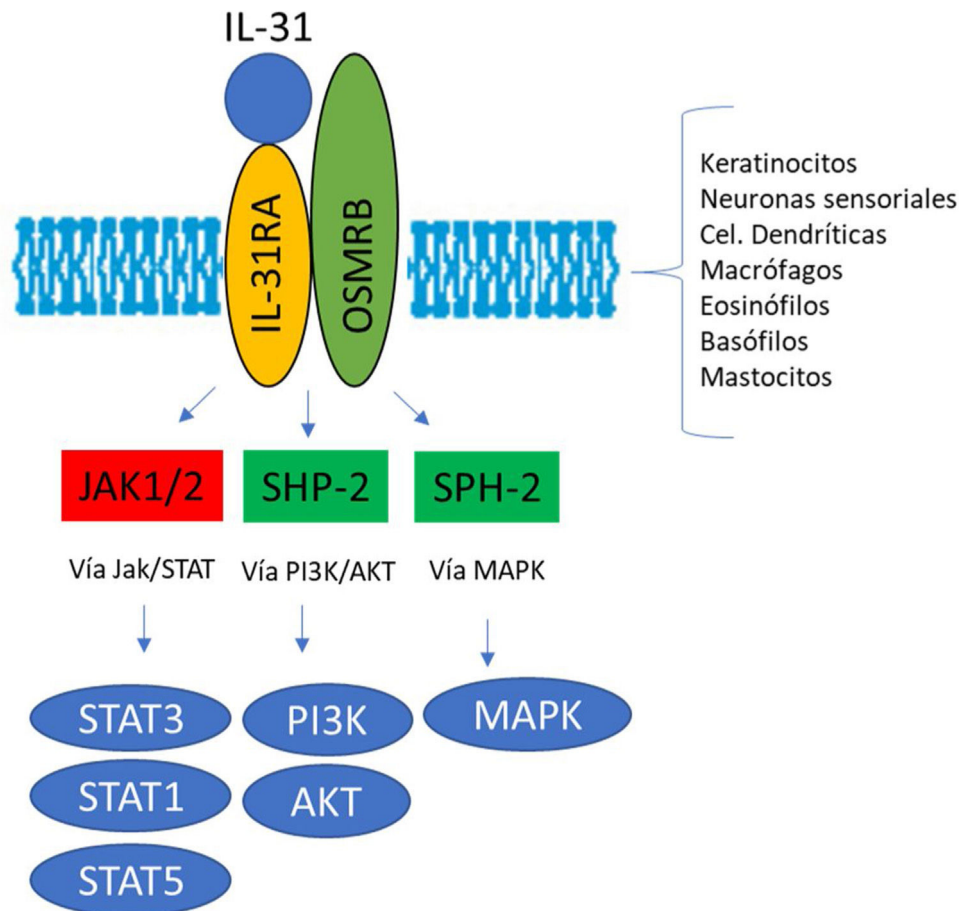 IL-31
IL-31RA
OSMRB
Keratinocitos
Neuronas sensoriales
Cel. Dendríticas
Macrófagos
Eosinófilos
Basófilos
Mastocitos
JAK1/2
SHP-2
SPH-2
Vía Jak/STAT
Vía PI3K/AKT
Vía MAPK
STAT3
PI3K
MAPK
STAT1
AKT
STAT5